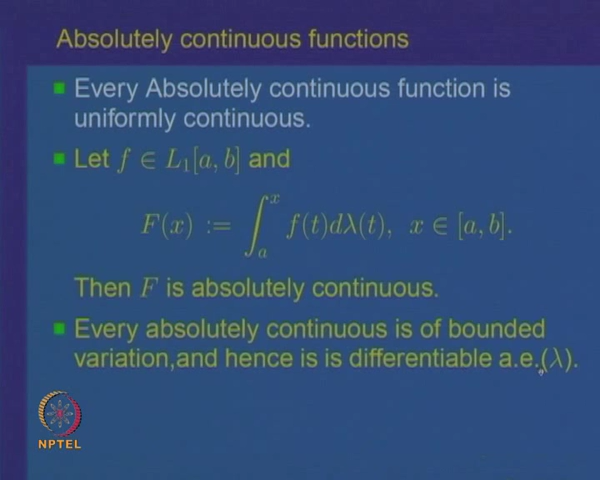 Absolutely continuous functions
Every Absolutely continuous function is
uniformly continuous.
Let f ∈ L₁[a, b] and
F(x) := ∫ₐˣ f(t)dλ(t), x ∈ [a, b].
Then F is absolutely continuous.
Every absolutely continuous is of bounded
variation,and hence is is differentiable a.e.(λ).
NPTEL